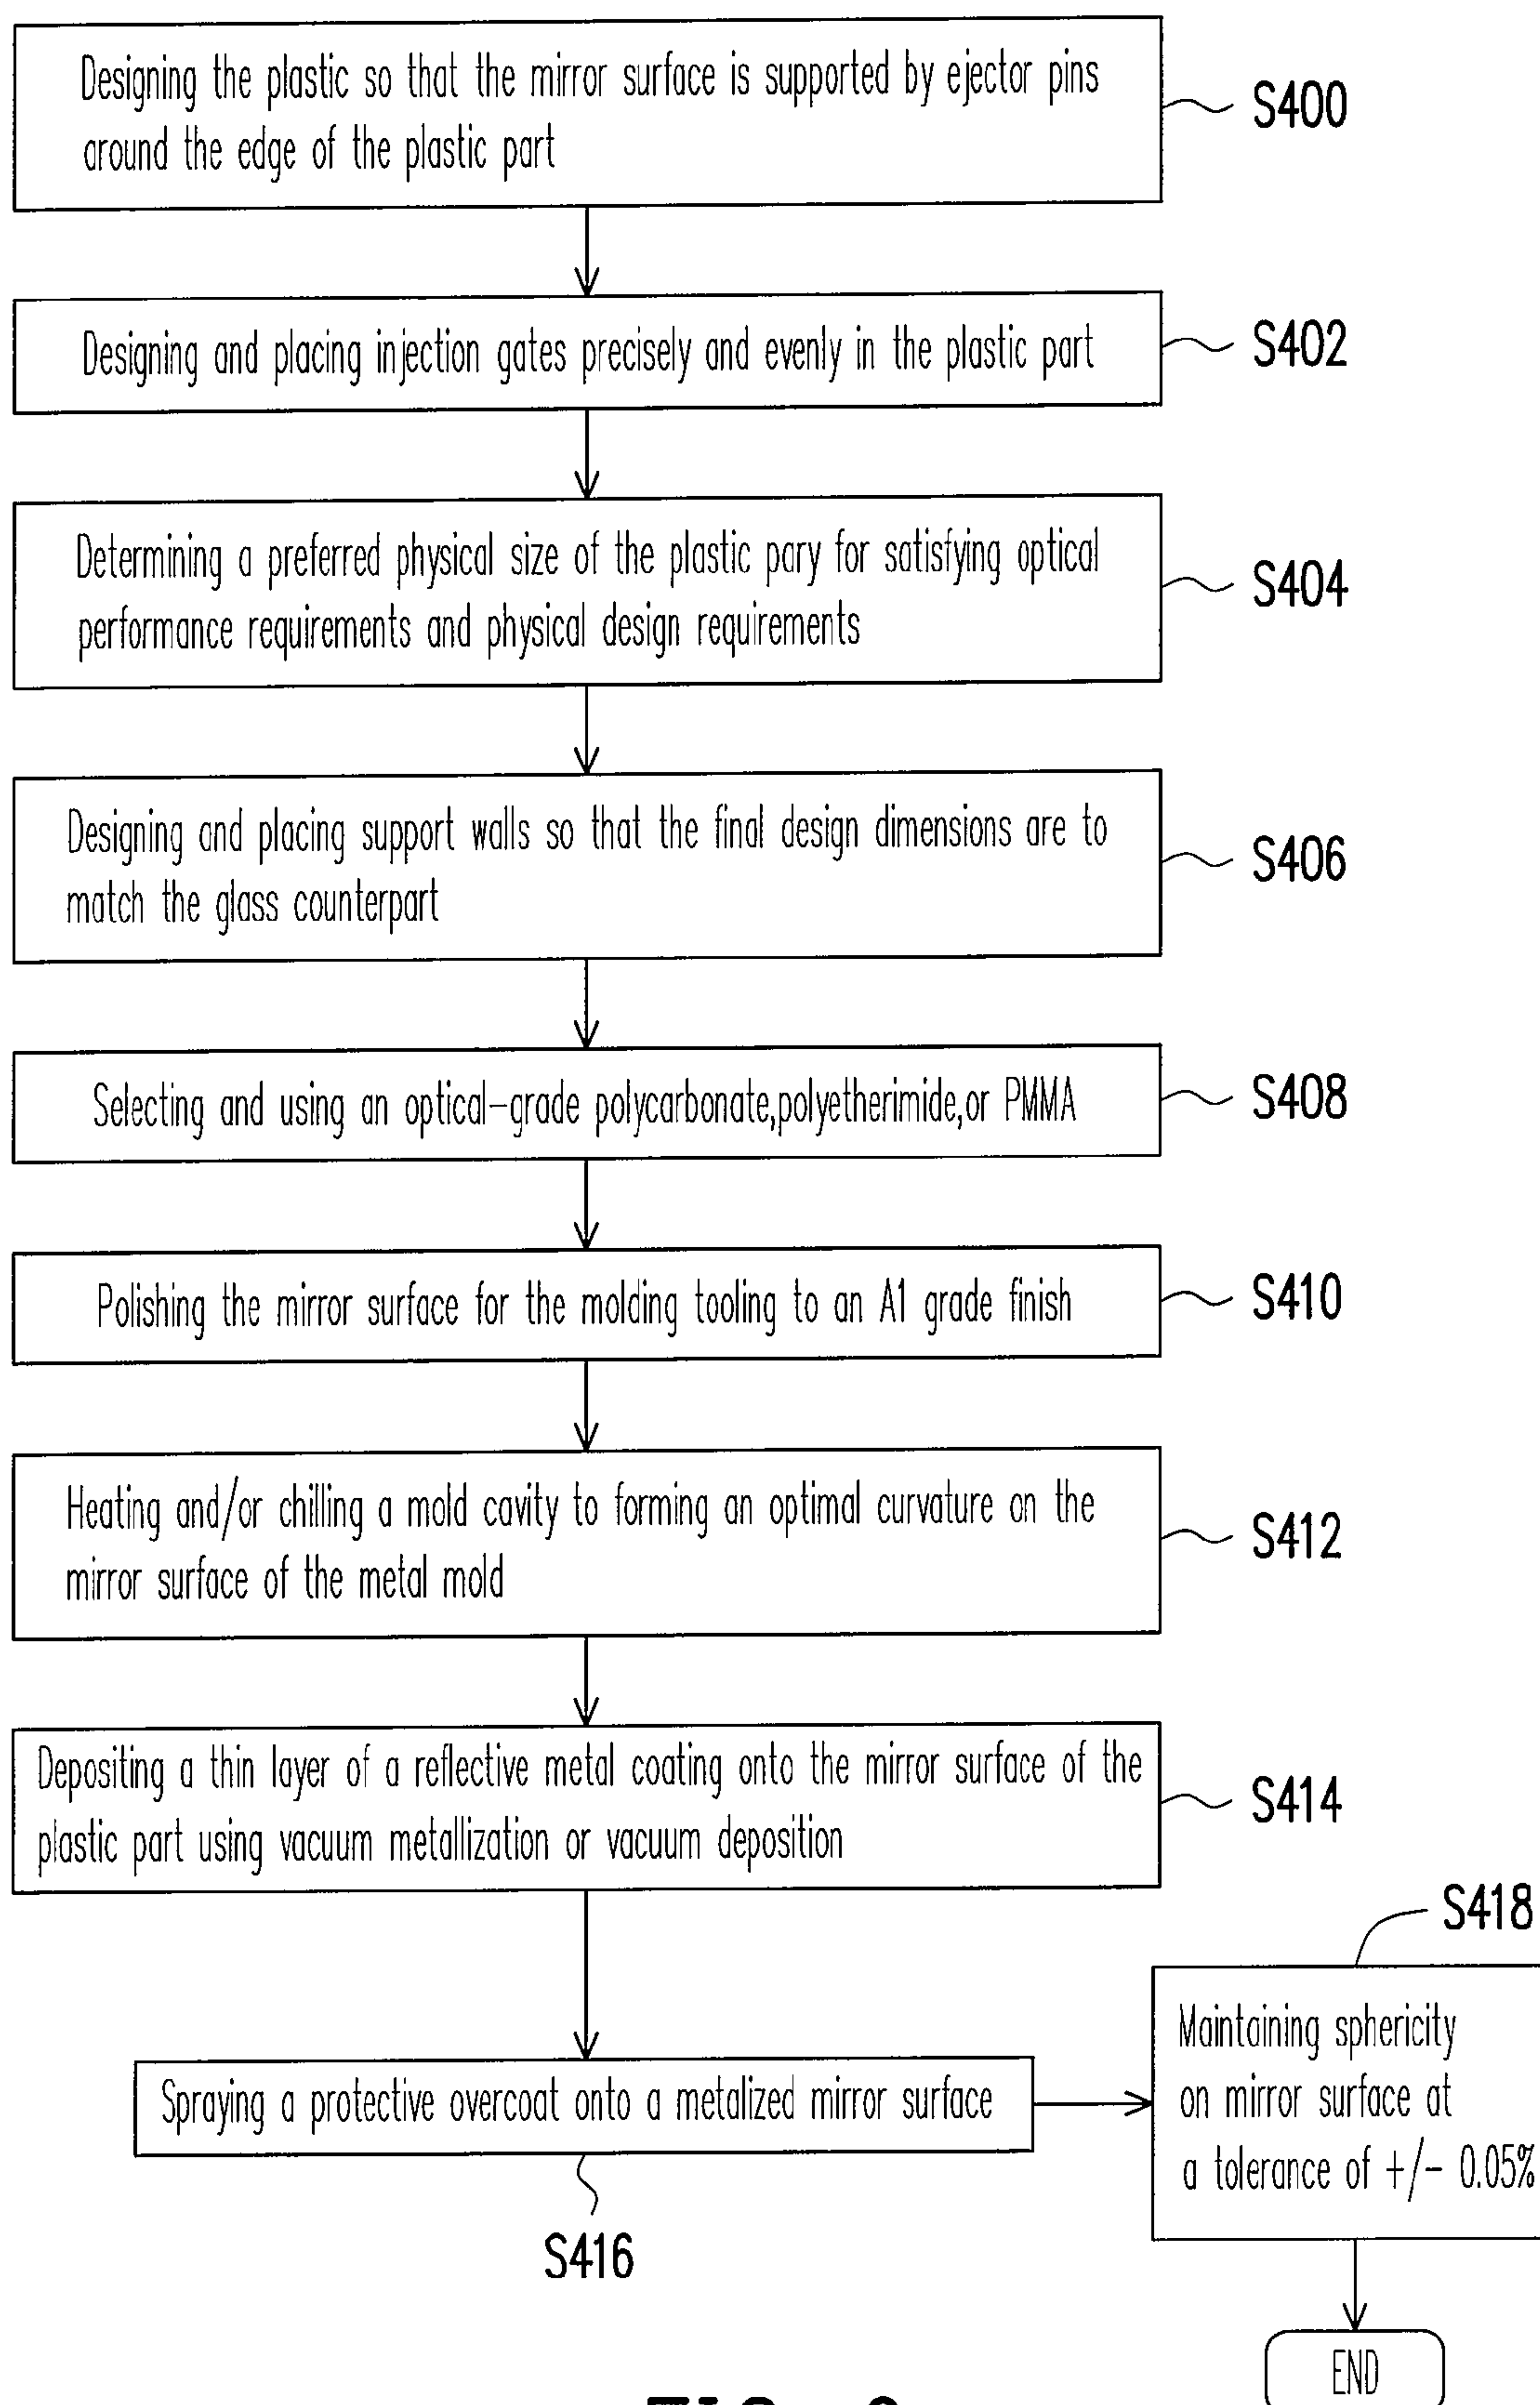 Designing the plastic so that the mirror surface is supported by ejector pins
around the edge of the plastic part
S400
Designing and placing injection gates precisely and evenly in the plastic part
S402
Determining a preferred physical size of the plastic pary for satisfying optical
performance requirements and physical design requirements
S404
Designing and placing support walls so that the final design dimensions are to
match the glass counterpart
S406
Selecting and using an optical-grade polycarbonate,polyetherimide,or PMMA
S408
Polishing the mirror surface for the molding tooling to an A1 grade finish
S410
Heating and/or chilling a mold cavity to forming an optimal curvature on the
mirror surface of the metal mold
S412
Depositing a thin layer of a reflective metal coating onto the mirror surface of the
plastic part using vacuum metallization or vacuum deposition
S414
Spraying a protective overcoat onto a metalized mirror surface
S416
S418
Maintaining sphericity
on mirror surface at
a tolerance of +/- 0.05%
END